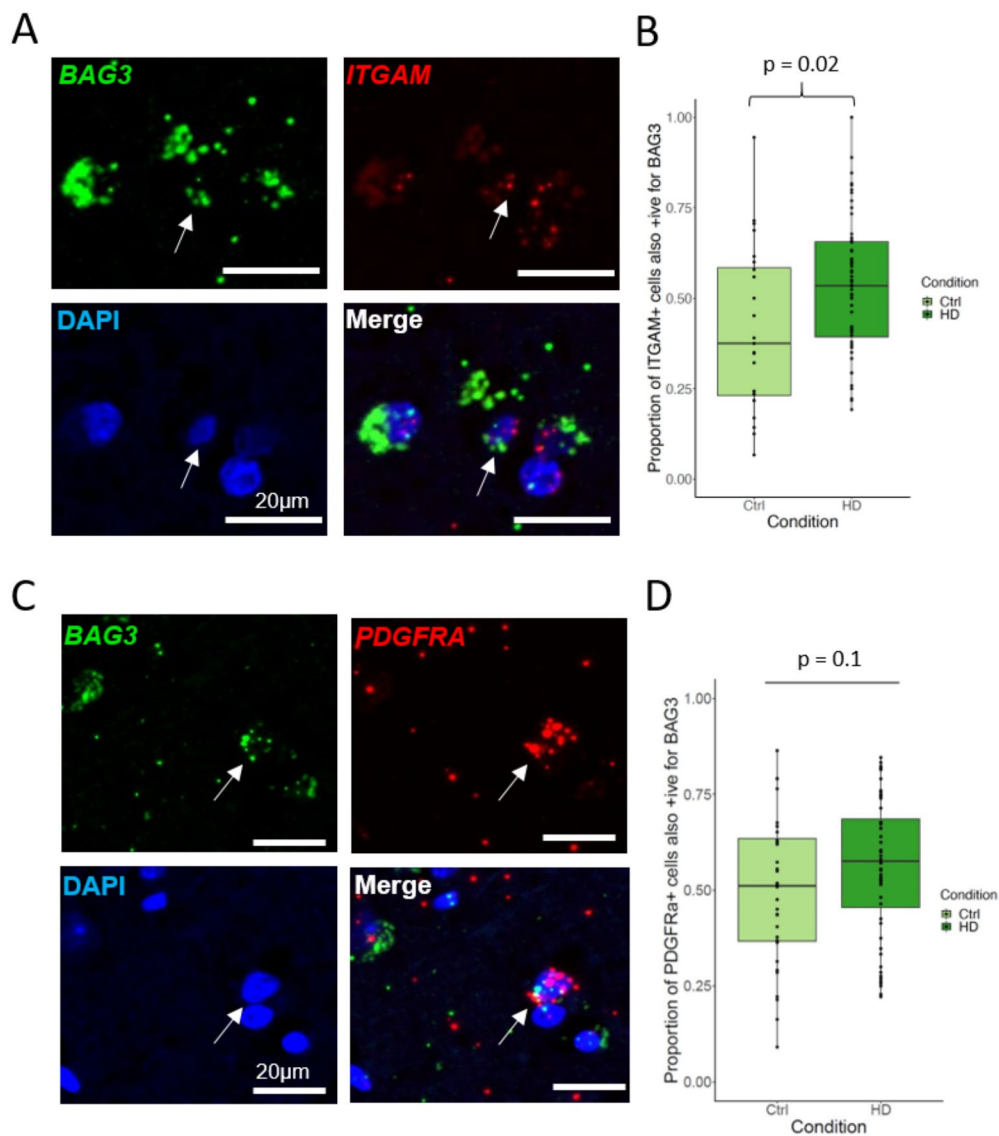 A
BAG3
ITGAM
DAPI
20μm
Merge
B
p = 0.02
Proportion of ITGAM+ cells also +ive for BAG3
1.00
0.75
0.50
0.25
0.00
Ctrl
HD
Condition
Condition
Ctrl
HD
C
BAG3
PDGFRA
DAPI
20μm
Merge
D
p = 0.1
Proportion of PDGFRa+ cells also +ive for BAG3
1.00
0.75
0.50
0.25
0.00
Ctrl
HD
Condition
Condition
Ctrl
HD